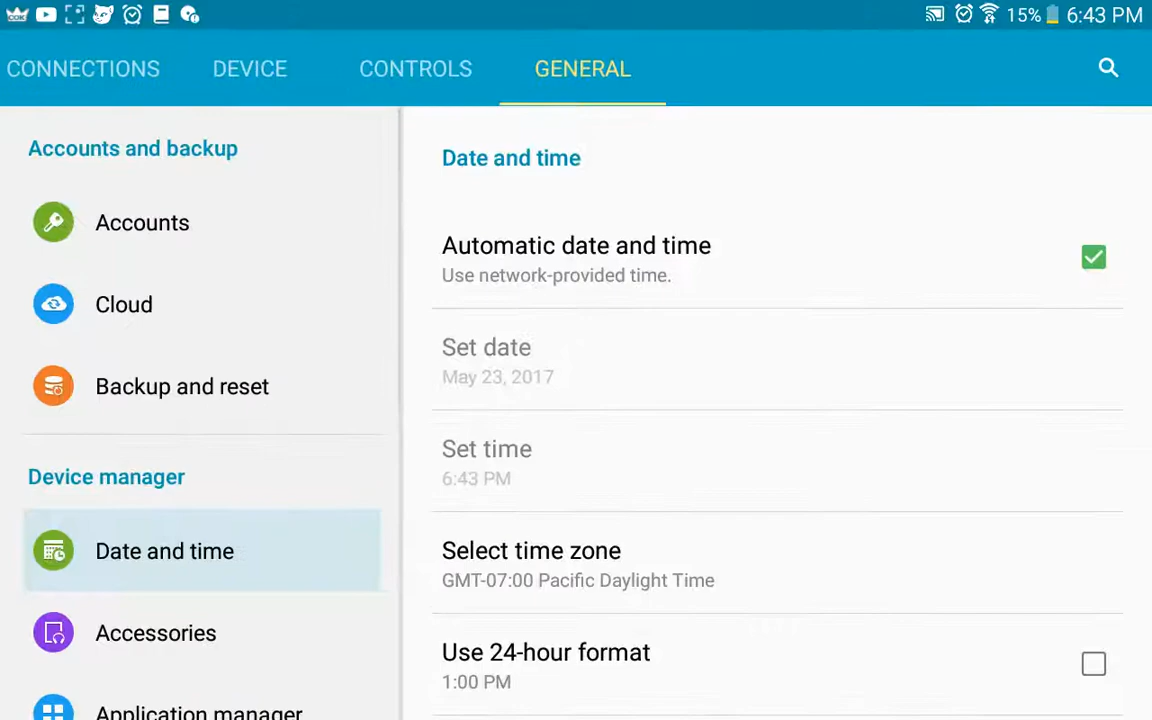 COK
15% 6:43 PM
CONNECTIONS DEVICE CONTROLS GENERAL
Accounts and backup
Accounts
Cloud
Backup and reset
Device manager
Date and time
Accessories
Application manager
Date and time
Automatic date and time
Use network-provided time.
Set date
May 23, 2017
Set time
6:43 PM
Select time zone
GMT-07:00 Pacific Daylight Time
Use 24-hour format
1:00 PM